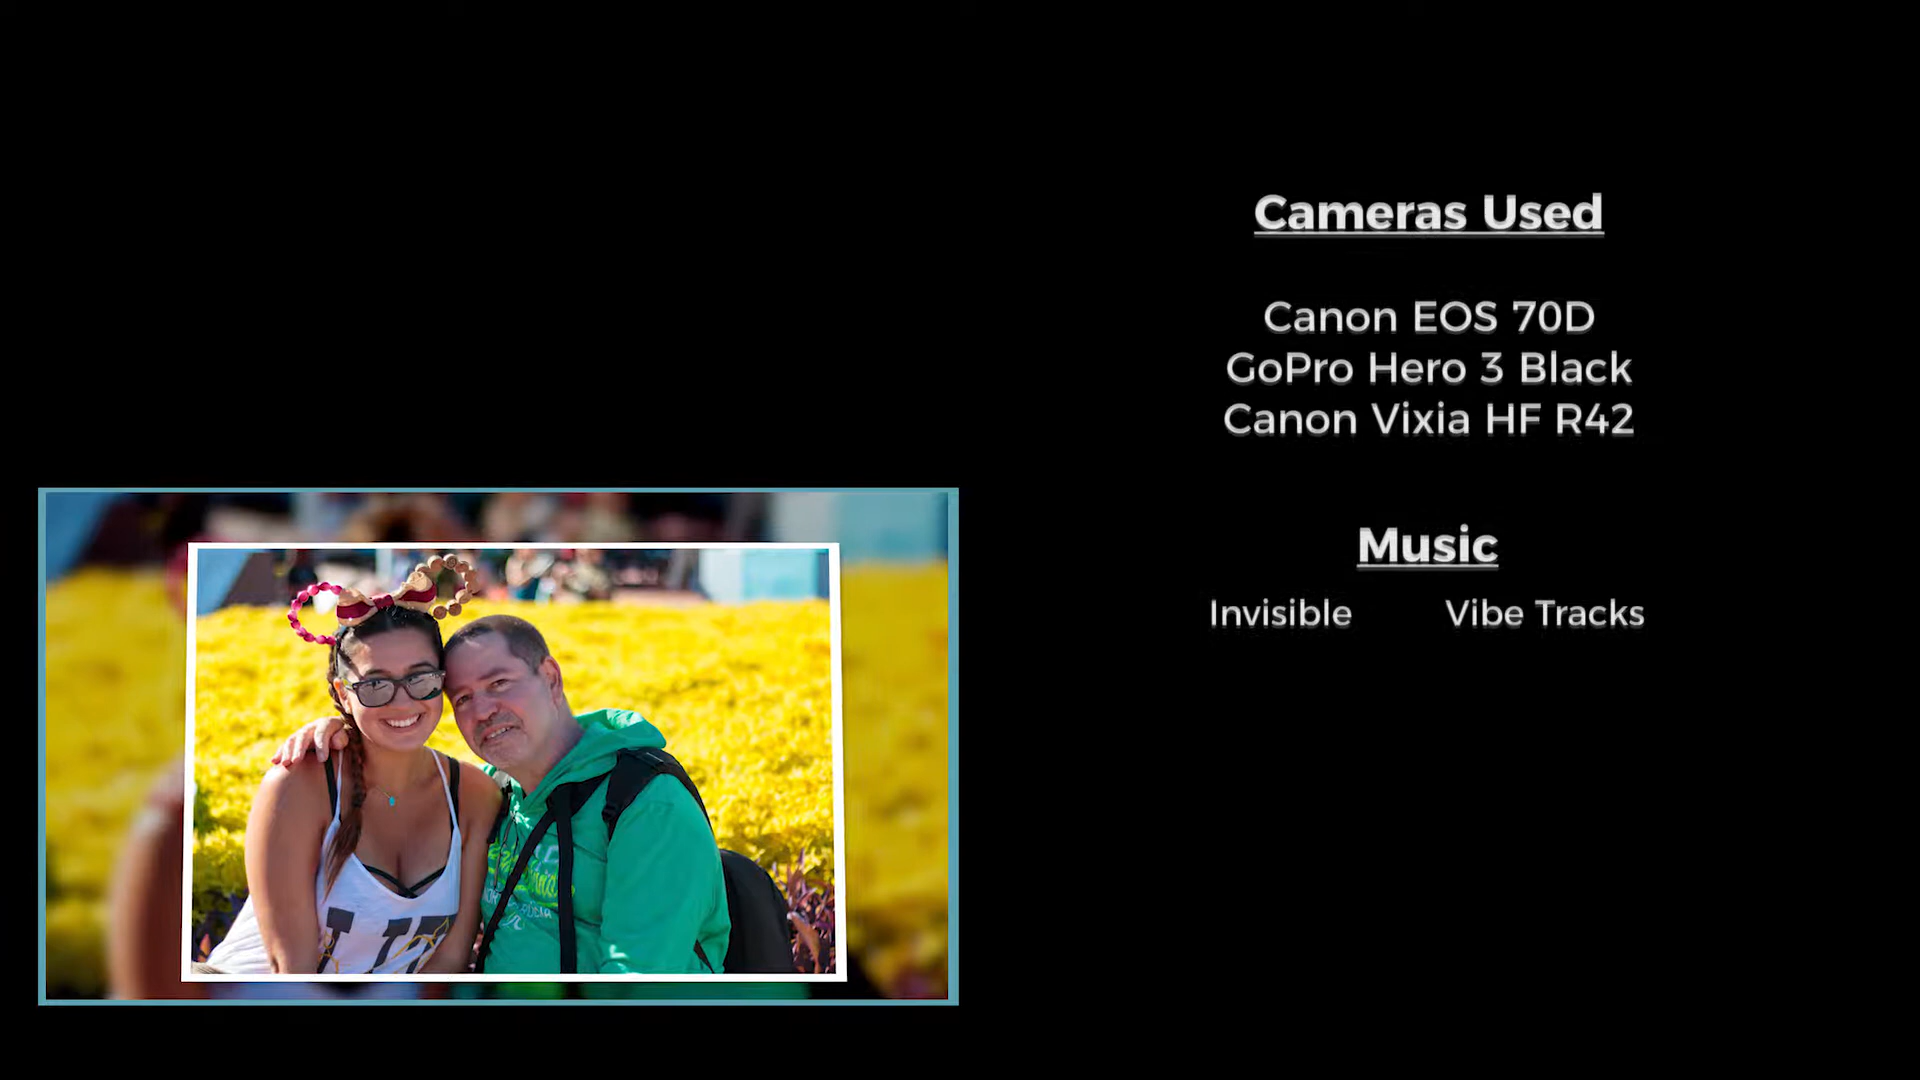 Cameras Used
Canon EOS 70D
GoPro Hero 3 Black
Canon Vixia HF R42
Music
Invisible Vibe Tracks